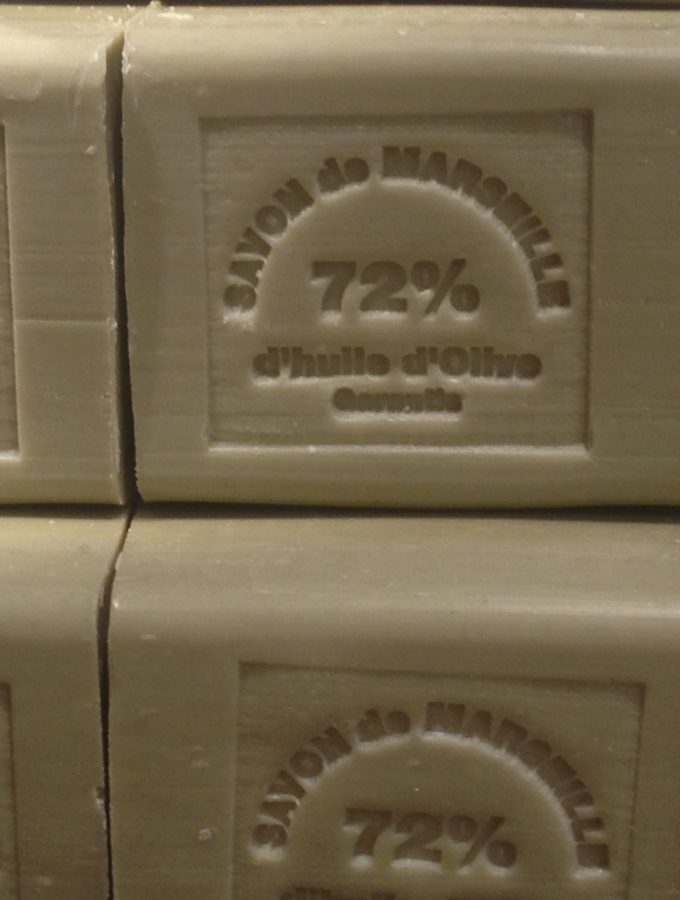 SAVON de MARSEILLE
72%
d'huile d'Olive
Garantie
SAVON de MARSEILLE
72%